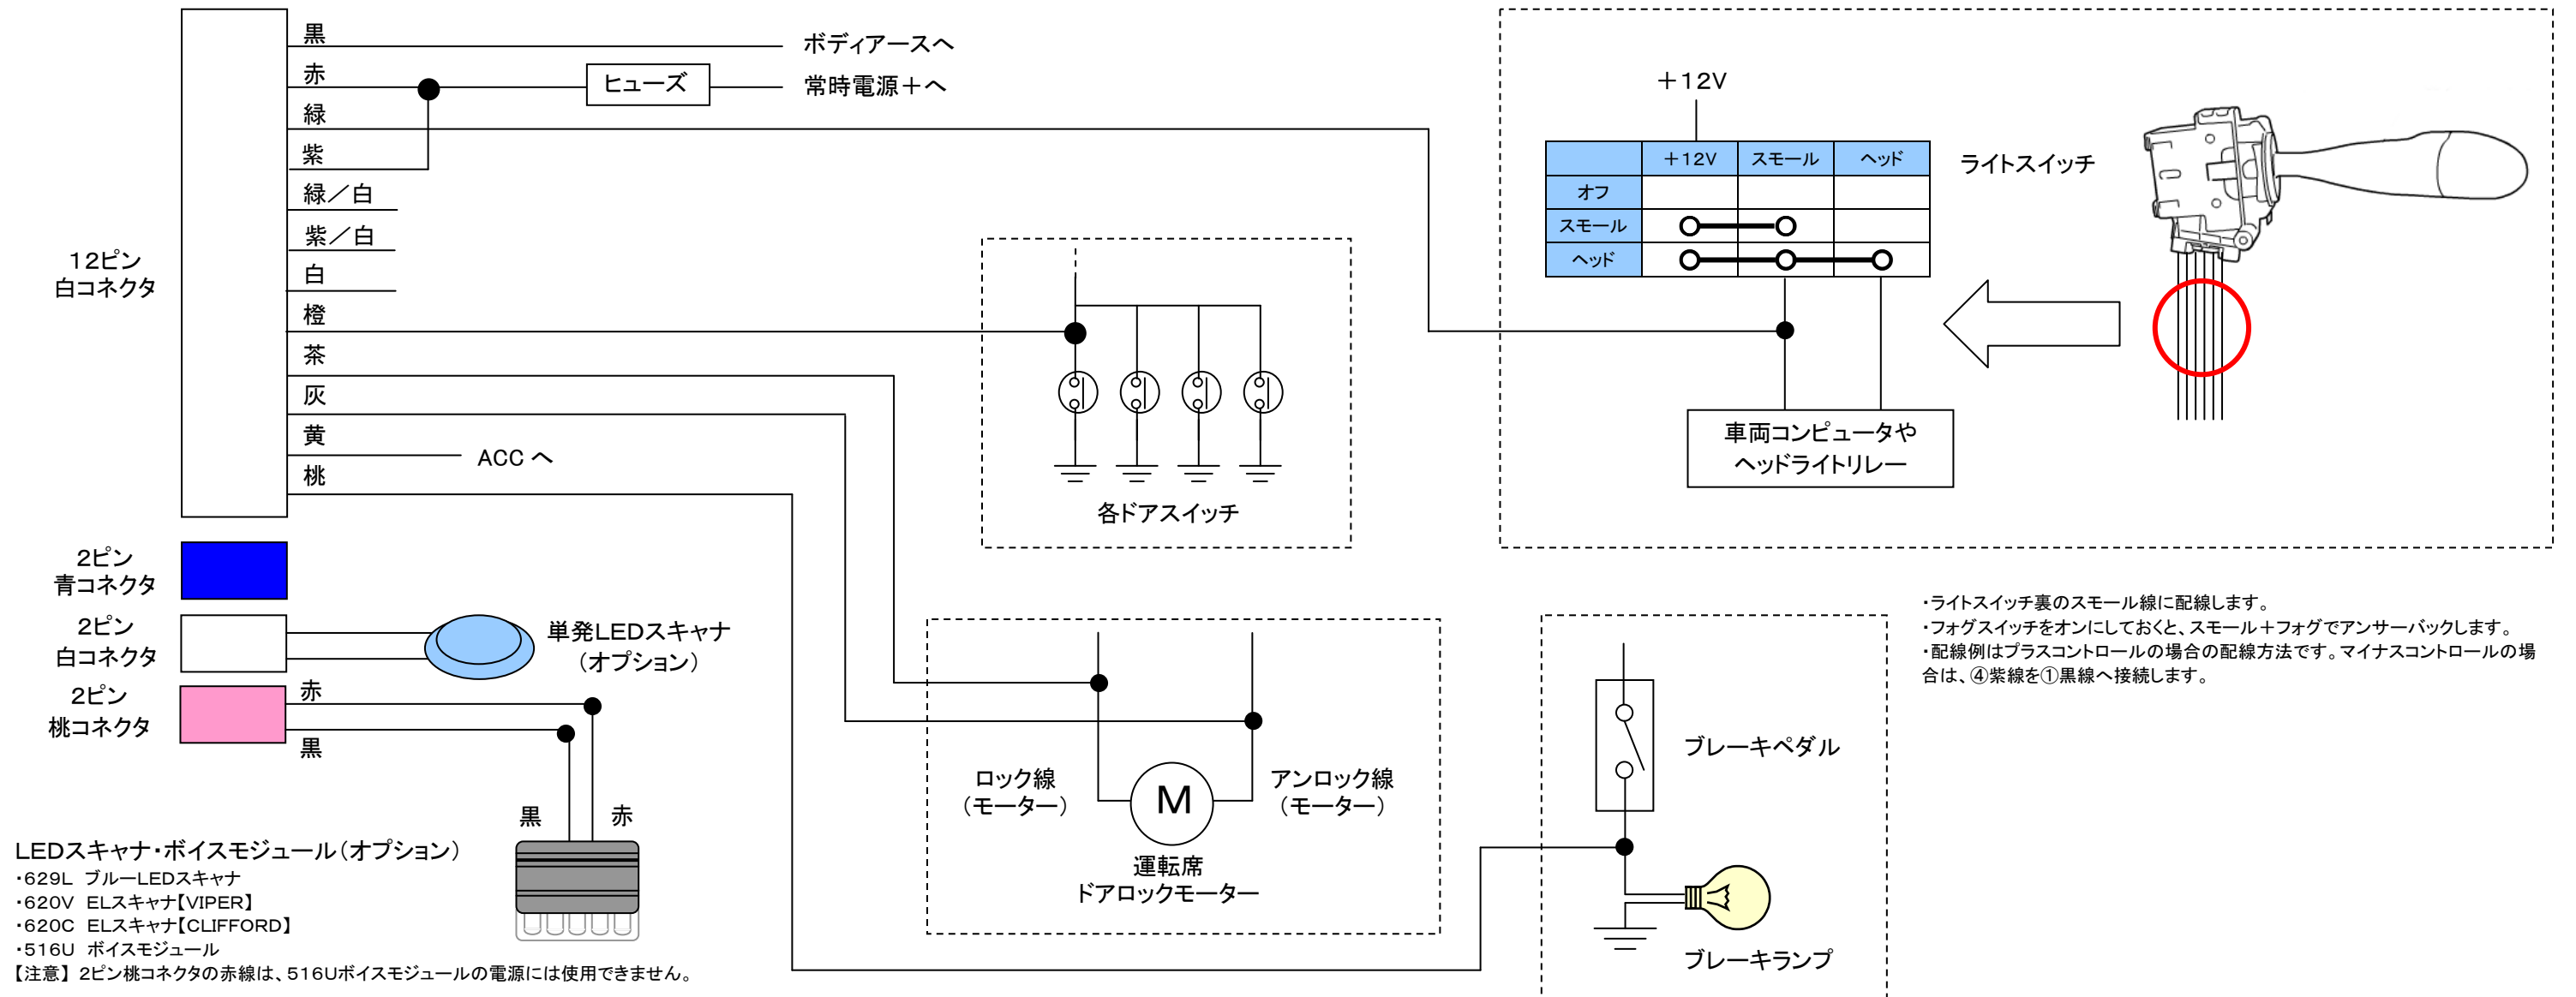 黒
ボディアースへ
赤
ヒューズ
常時電源＋へ
緑
紫
緑／白
紫／白
白
橙
茶
灰
黄
ACC へ
桃
12ピン
白コネクタ
2ピン
青コネクタ
2ピン
白コネクタ
単発LEDスキャナ
（オプション）
2ピン
桃コネクタ
赤
黒
黒
赤
LEDスキャナ・ボイスモジュール（オプション）
・629L ブルーLEDスキャナ
・620V ELスキャナ【VIPER】
・620C ELスキャナ【CLIFFORD】
・516U ボイスモジュール
【注意】 2ピン桃コネクタの赤線は、516Uボイスモジュールの電源には使用できません。
各ドアスイッチ
ロック線
（モーター）
M
アンロック線
（モーター）
運転席
ドアロックモーター
＋12V
＋12V スモール ヘッド
オフ
スモール
ヘッド
ライトスイッチ
車両コンピュータや
ヘッドライトリレー
・ライトスイッチ裏のスモール線に配線します。
・フォグスイッチをオンにしておくと、スモール＋フォグでアンサーバックします。
・配線例はプラスコントロールの場合の配線方法です。マイナスコントロールの場
合は、④紫線を①黒線へ接続します。
ブレーキペダル
ブレーキランプ